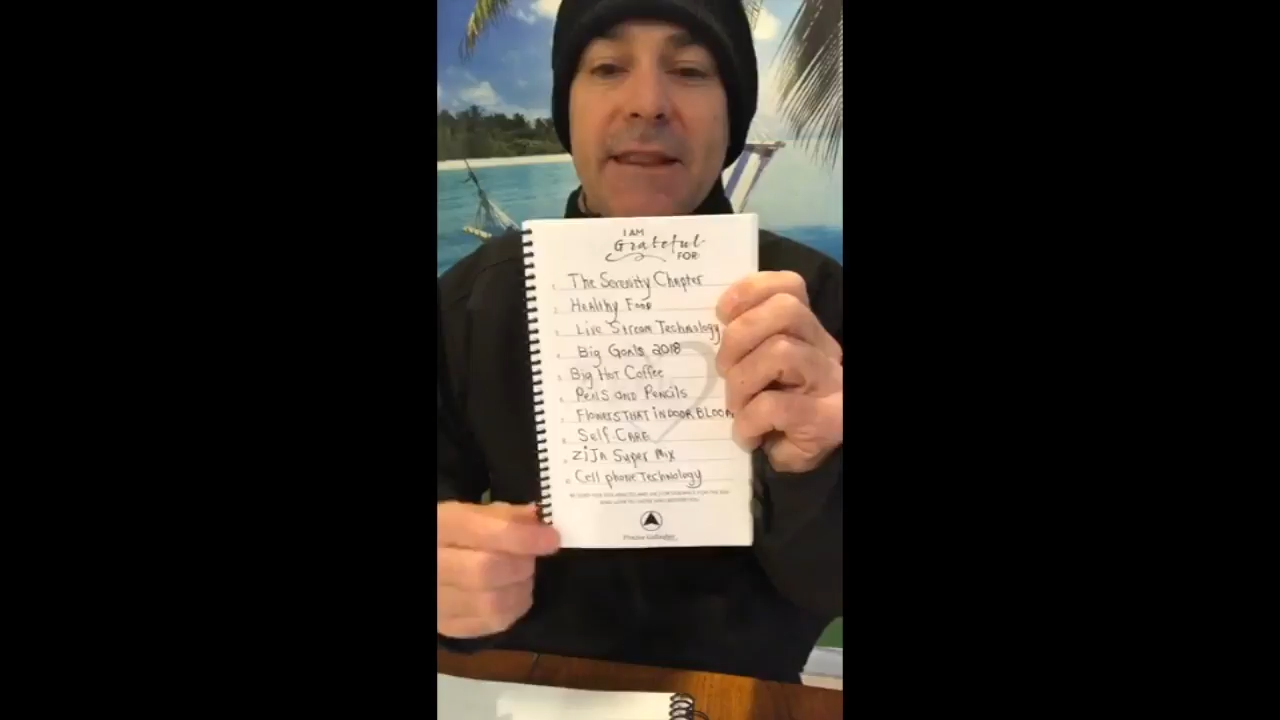 I AM
Grateful
FOR
The Serenity Chapter
Healthy Food
Live Stream Technology
Big Goals 2018
Big Hot Coffee
Pens and Pencils
Flowers THAT iNDOOR BLOOM
Self-CARE
ZiJA Super Mix
Cell phone Technology